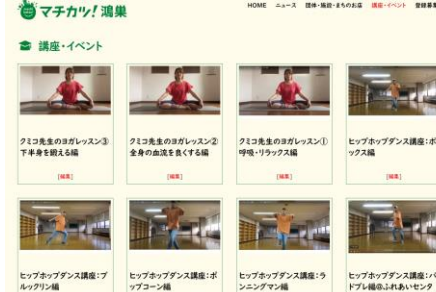 マチカツ! 鴻巣
HOME ニュース 団体・施設・まちのお店 講座・イベント 登録募集
講座・イベント
クミコ先生のヨガレッスン③
下半身を鍛える編
[編集]
クミコ先生のヨガレッスン②
全身の血流を良くする編
[編集]
クミコ先生のヨガレッスン①
呼吸・リラックス編
[編集]
ヒップホップダンス講座:ボ
ックス編
[編集]
ヒップホップダンス講座:ブ
ルックリン編
ヒップホップダンス講座:ポ
ップコーン編
ヒップホップダンス講座:ラ
ンニングマン編
ヒップホップダンス講座:パ
ドブレ編@ふれあいセンタ